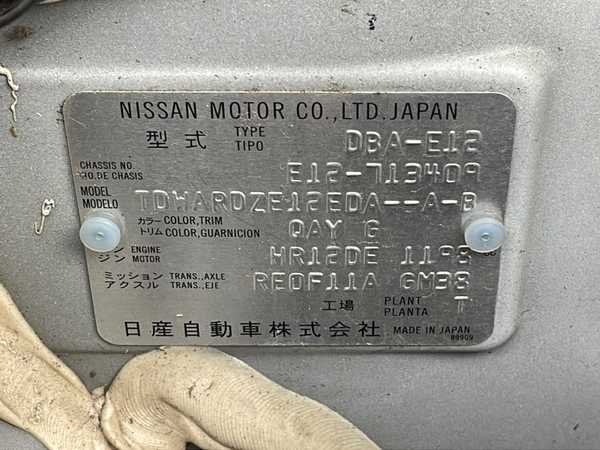 NISSAN MOTOR CO.,LTD.JAPAN
型式 TYPE TIPO DBA-E12
CHASSIS NO. NO.DE CHASIS E12-713409
MODEL MODELO TDWARDZE12EDA--A-B
カラー COLOR,TRIM トリム COLOR,GUARNICION QAY G
ン ENGINE ジン MOTOR HR12DE 1198 cc
ミッション TRANS.,AXLE アクスル TRANS.,EJE RE0F11A GM38
工場 PLANT PLANTA T
日産自動車株式会社 MADE IN JAPAN